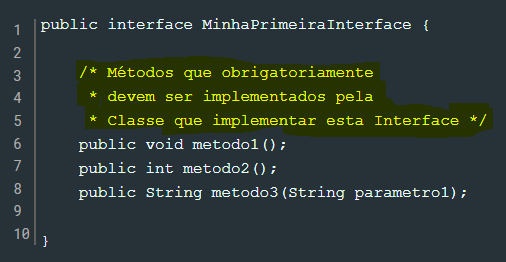 1 public interface MinhaPrimeiraInterface {
2
3 /* Métodos que obrigatoriamente
4 * devem ser implementados pela
5 * Classe que implementar esta Interface */
6 public void metodo1();
7 public int metodo2();
8 public String metodo3(String parametro1);
9
10 }